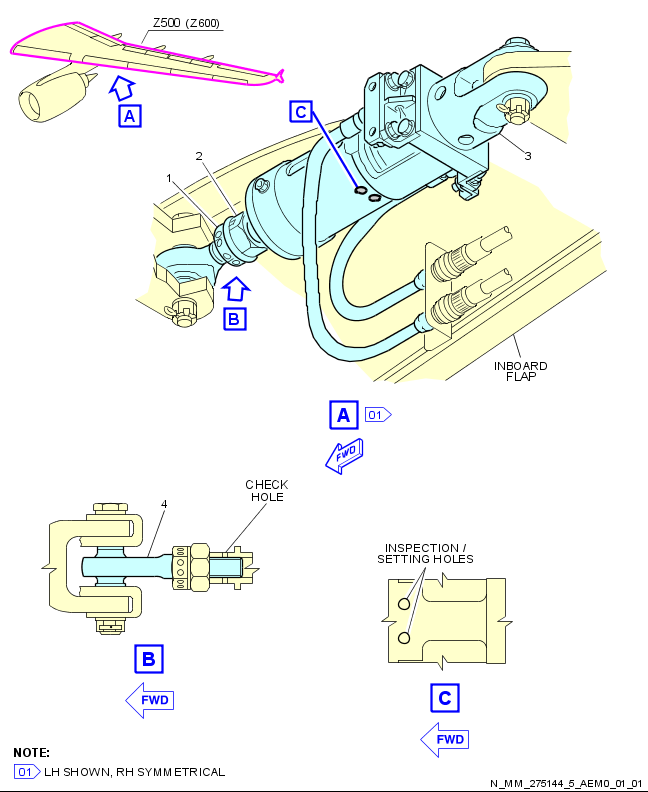 Z500 (Z600)
A
C
2
1
3
B
INBOARD
FLAP
A 01
FWD
CHECK
HOLE
4
INSPECTION /
SETTING HOLES
B
FWD
C
FWD
NOTE:
01 LH SHOWN, RH SYMMETRICAL
N_MM_275144_5_AEM0_01_01